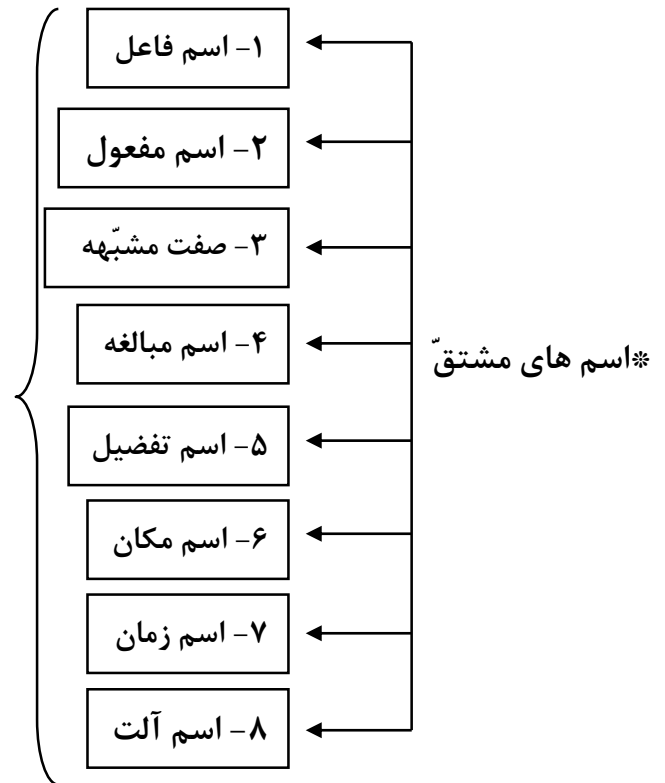 *اسم های مشتقّ
۱- اسم فاعل
۲- اسم مفعول
۳- صفت مشبّهه
۴- اسم مبالغه
۵- اسم تفضیل
۶- اسم مکان
۷- اسم زمان
۸- اسم آلت